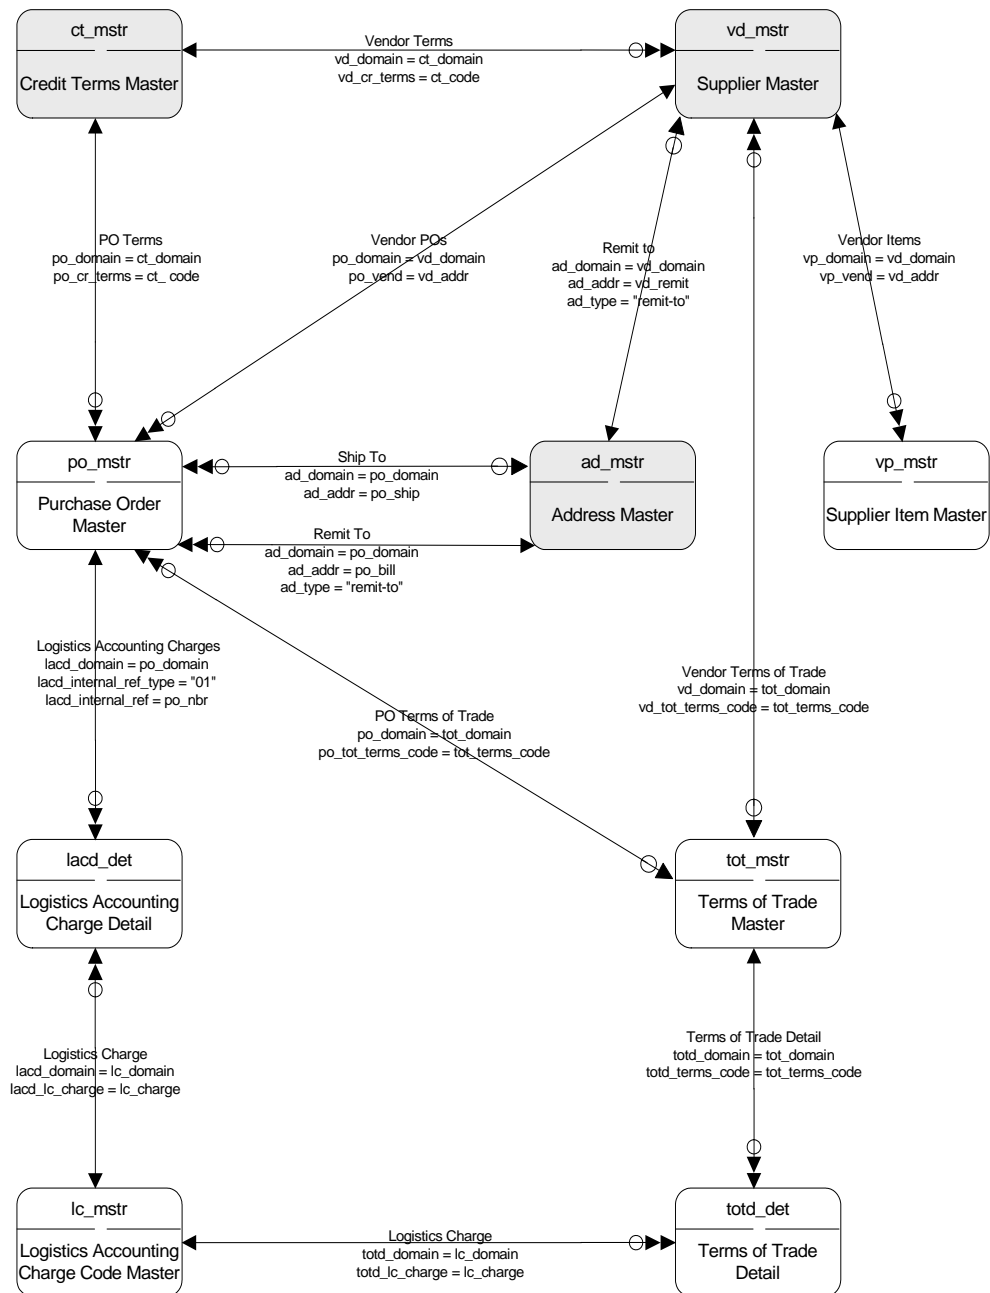 ct_mstr
Credit Terms Master
Vendor Terms
vd_domain = ct_domain
vd_cr_terms = ct_code
vd_mstr
Supplier Master
PO Terms
po_domain = ct_domain
po_cr_terms = ct_ code
Vendor POs
po_domain = vd_domain
po_vend = vd_addr
Remit to
ad_domain = vd_domain
ad_addr = vd_remit
ad_type = "remit-to"
Vendor Items
vp_domain = vd_domain
vp_vend = vd_addr
po_mstr
Purchase Order
Master
Ship To
ad_domain = po_domain
ad_addr = po_ship
Remit To
ad_domain = po_domain
ad_addr = po_bill
ad_type = "remit-to"
ad_mstr
Address Master
vp_mstr
Supplier Item Master
Logistics Accounting Charges
lacd_domain = po_domain
lacd_internal_ref_type = "01"
lacd_internal_ref = po_nbr
PO Terms of Trade
po_domain = tot_domain
po_tot_terms_code = tot_terms_code
Vendor Terms of Trade
vd_domain = tot_domain
vd_tot_terms_code = tot_terms_code
lacd_det
Logistics Accounting
Charge Detail
tot_mstr
Terms of Trade
Master
Logistics Charge
lacd_domain = lc_domain
lacd_lc_charge = lc_charge
Terms of Trade Detail
totd_domain = tot_domain
totd_terms_code = tot_terms_code
lc_mstr
Logistics Accounting
Charge Code Master
Logistics Charge
totd_domain = lc_domain
totd_lc_charge = lc_charge
totd_det
Terms of Trade
Detail